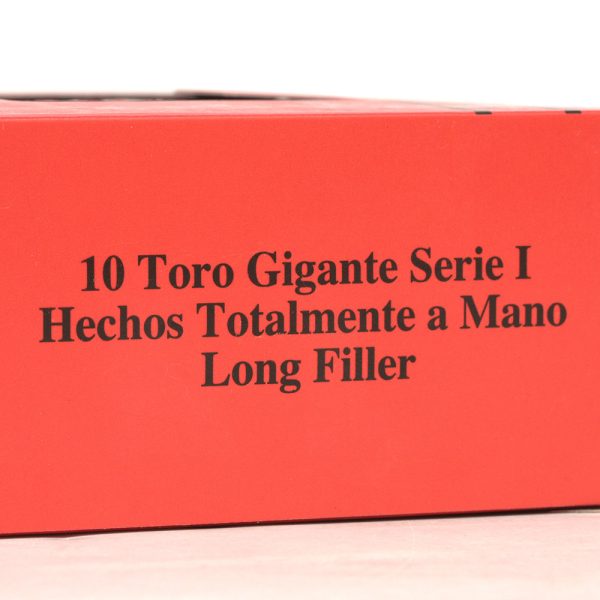 10 Toro Gigante Serie I
Hechos Totalmente a Mano
Long Filler